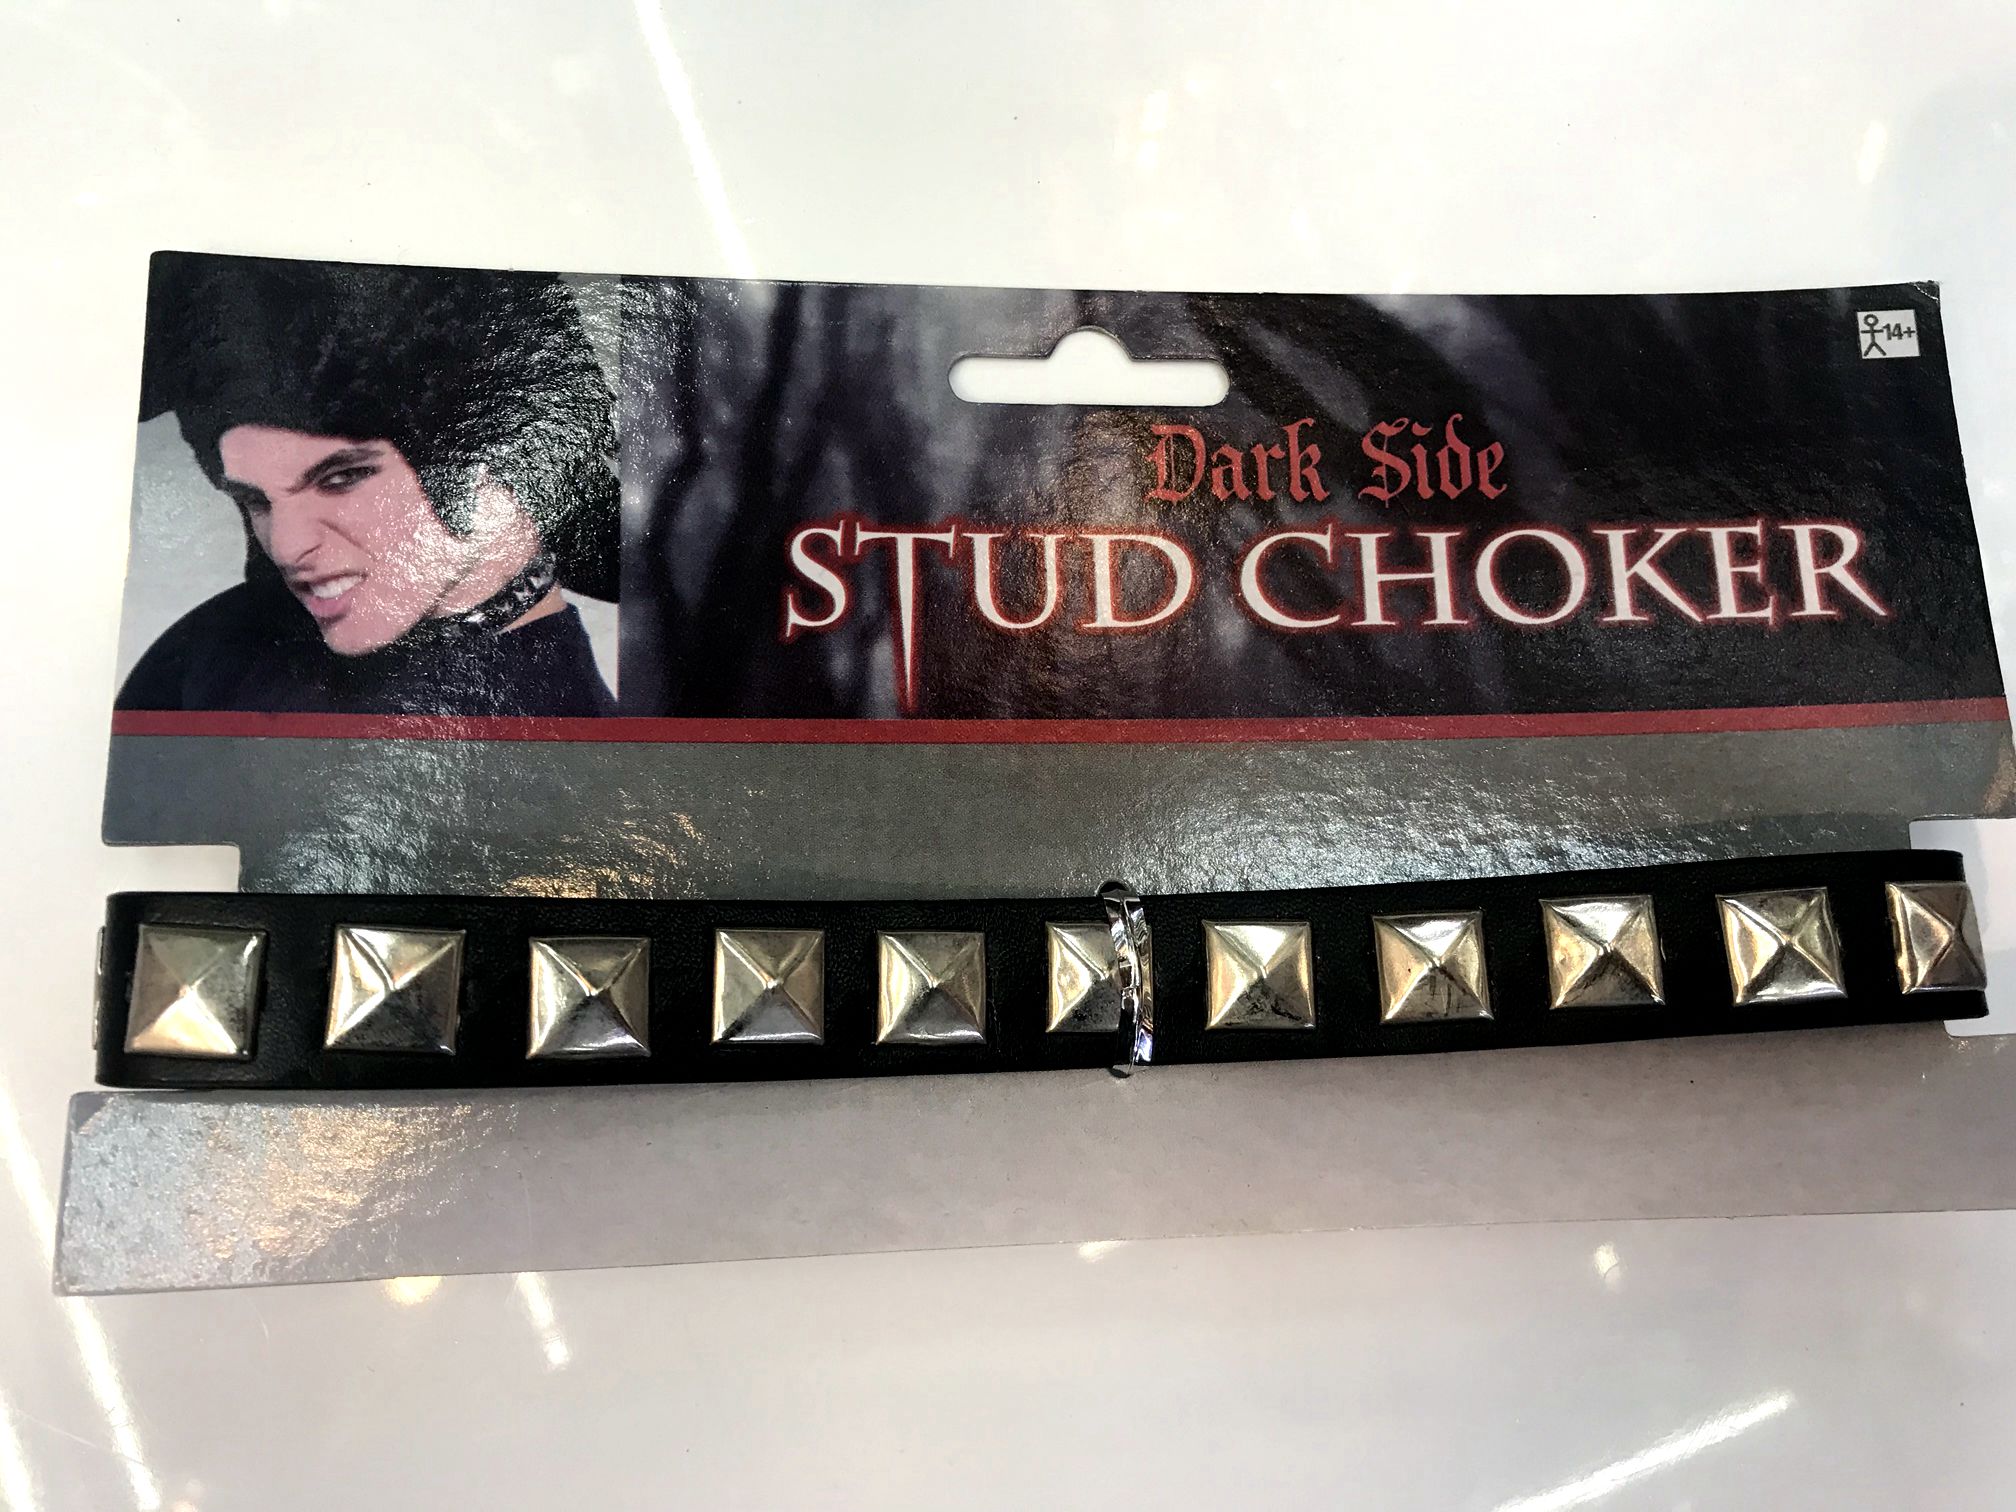 14+
Dark Side
STUD CHOKER